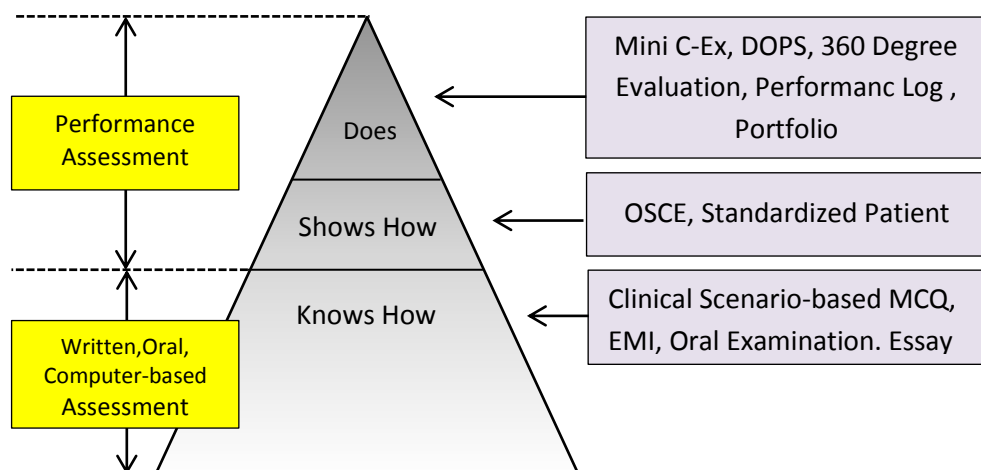 Mini C-Ex, DOPS, 360 Degree
Evaluation, Performanc Log ,
Portfolio
Performance
Assessment
Does
Shows How
OSCE, Standardized Patient
Knows How
Clinical Scenario-based MCQ,
EMI, Oral Examination. Essay
Written,Oral,
Computer-based
Assessment